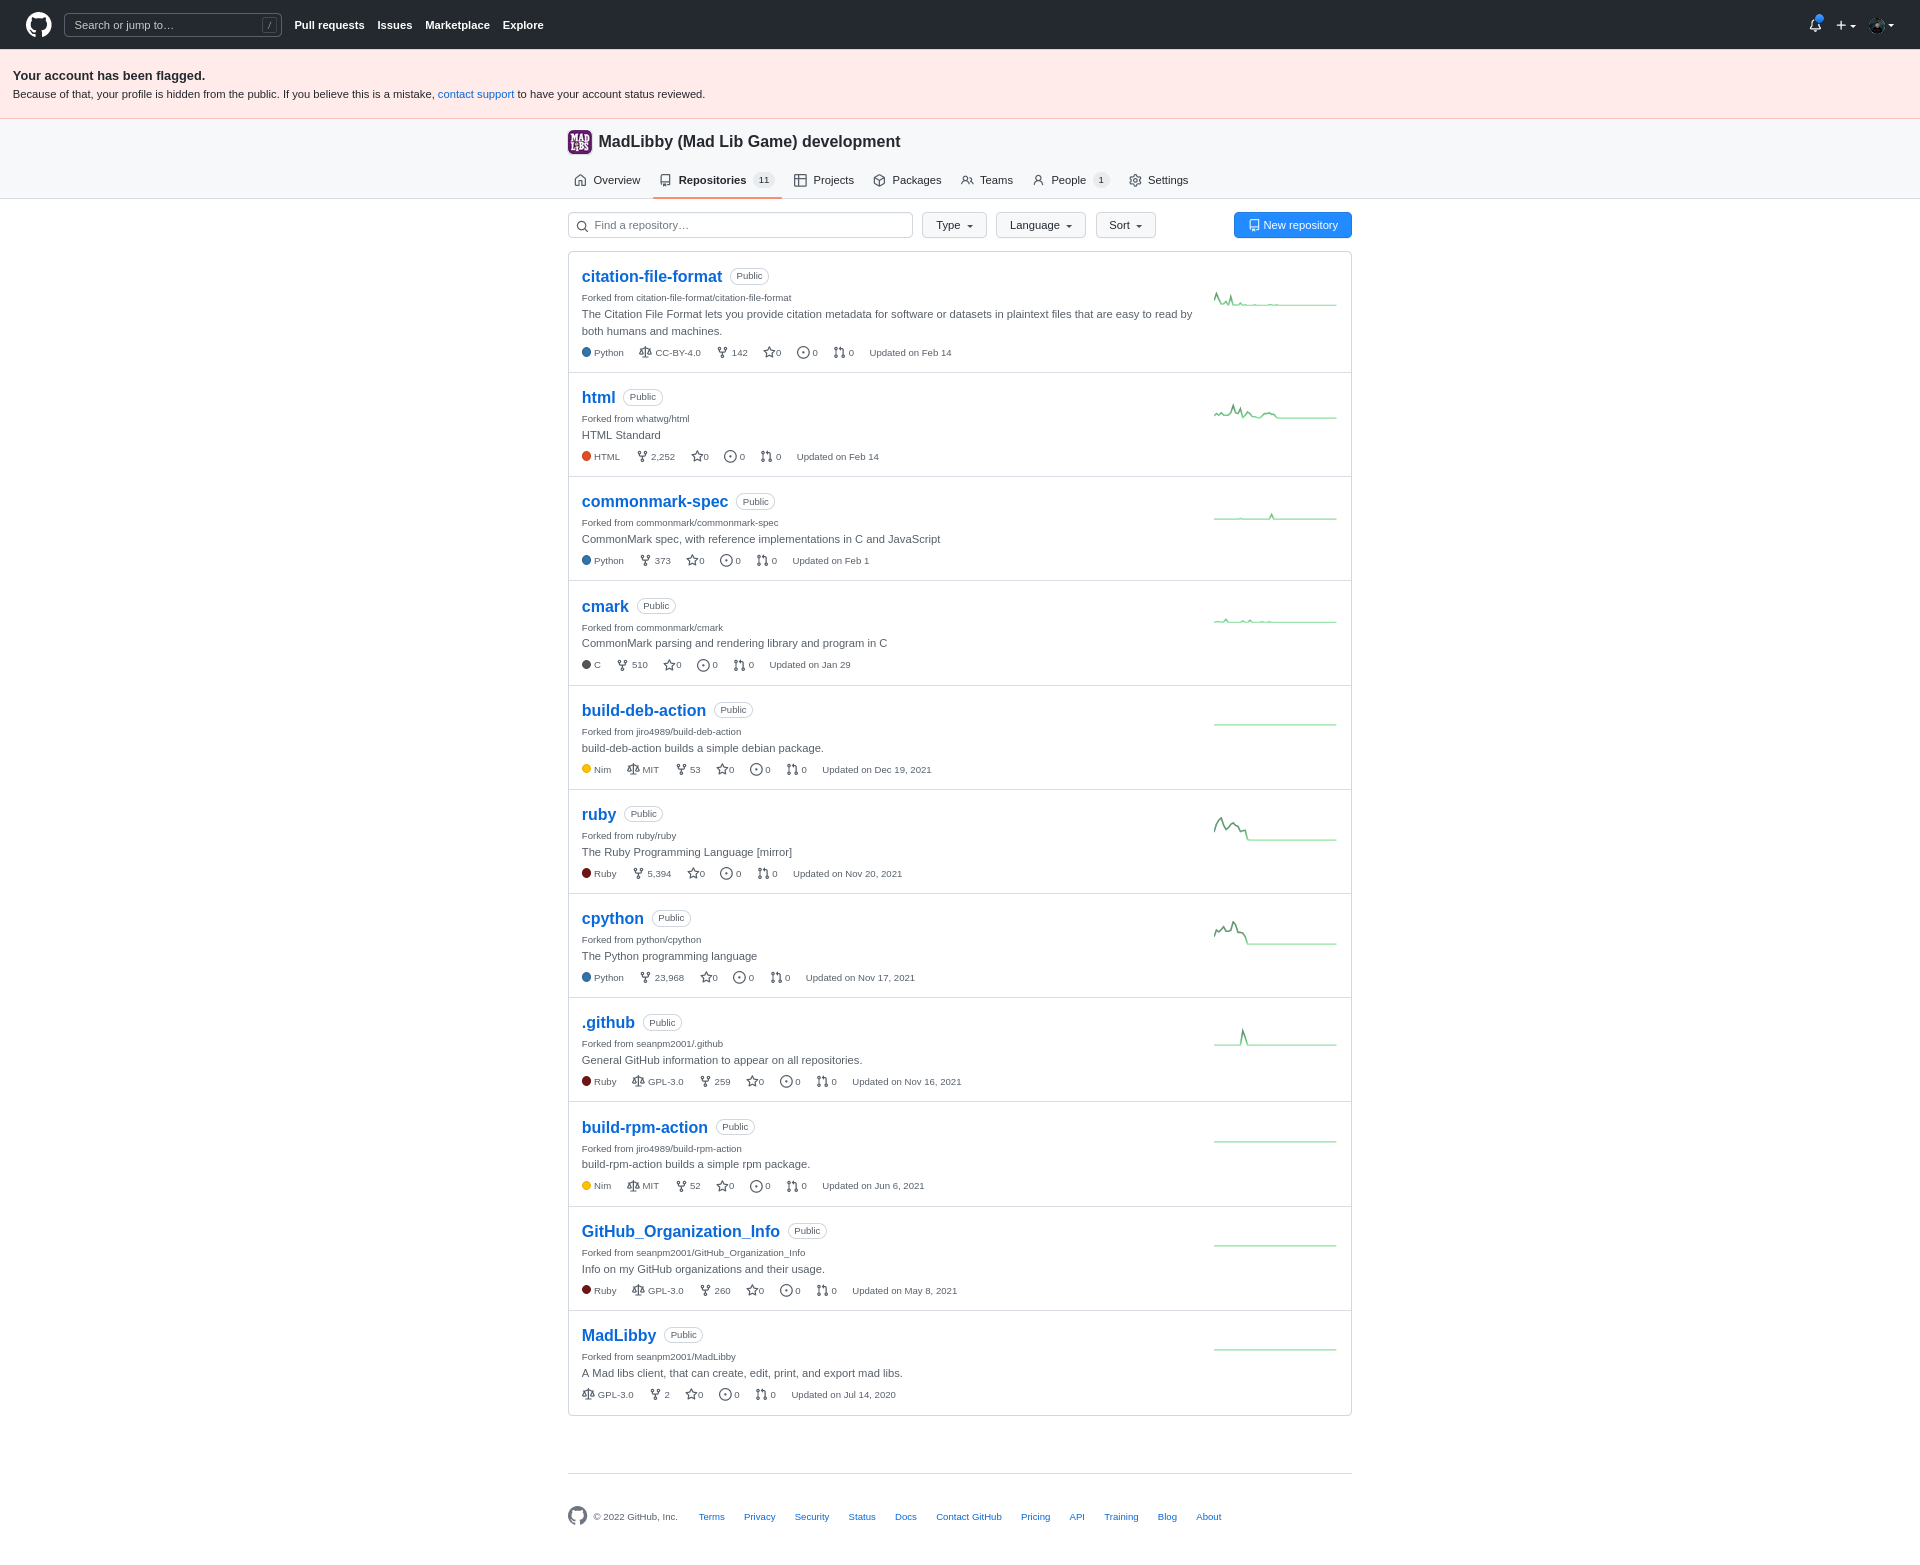 Search or jump to…
/
Pull requests Issues Marketplace Explore
Your account has been flagged.
Because of that, your profile is hidden from the public. If you believe this is a mistake, contact support to have your account status reviewed.
MAD LIBS
MadLibby (Mad Lib Game) development
Overview Repositories 11 Projects Packages Teams People 1 Settings
Find a repository… Type Language Sort New repository
citation-file-format Public
Forked from citation-file-format/citation-file-format
The Citation File Format lets you provide citation metadata for software or datasets in plaintext files that are easy to read by
both humans and machines.
Python CC-BY-4.0 142 0 0 0 Updated on Feb 14
html Public
Forked from whatwg/html
HTML Standard
HTML 2,252 0 0 0 Updated on Feb 14
commonmark-spec Public
Forked from commonmark/commonmark-spec
CommonMark spec, with reference implementations in C and JavaScript
Python 373 0 0 0 Updated on Feb 1
cmark Public
Forked from commonmark/cmark
CommonMark parsing and rendering library and program in C
C 510 0 0 0 Updated on Jan 29
build-deb-action Public
Forked from jiro4989/build-deb-action
build-deb-action builds a simple debian package.
Nim MIT 53 0 0 0 Updated on Dec 19, 2021
ruby Public
Forked from ruby/ruby
The Ruby Programming Language [mirror]
Ruby 5,394 0 0 0 Updated on Nov 20, 2021
cpython Public
Forked from python/cpython
The Python programming language
Python 23,968 0 0 0 Updated on Nov 17, 2021
.github Public
Forked from seanpm2001/.github
General GitHub information to appear on all repositories.
Ruby GPL-3.0 259 0 0 0 Updated on Nov 16, 2021
build-rpm-action Public
Forked from jiro4989/build-rpm-action
build-rpm-action builds a simple rpm package.
Nim MIT 52 0 0 0 Updated on Jun 6, 2021
GitHub_Organization_Info Public
Forked from seanpm2001/GitHub_Organization_Info
Info on my GitHub organizations and their usage.
Ruby GPL-3.0 260 0 0 0 Updated on May 8, 2021
MadLibby Public
Forked from seanpm2001/MadLibby
A Mad libs client, that can create, edit, print, and export mad libs.
GPL-3.0 2 0 0 0 Updated on Jul 14, 2020
© 2022 GitHub, Inc. Terms Privacy Security Status Docs Contact GitHub Pricing API Training Blog About